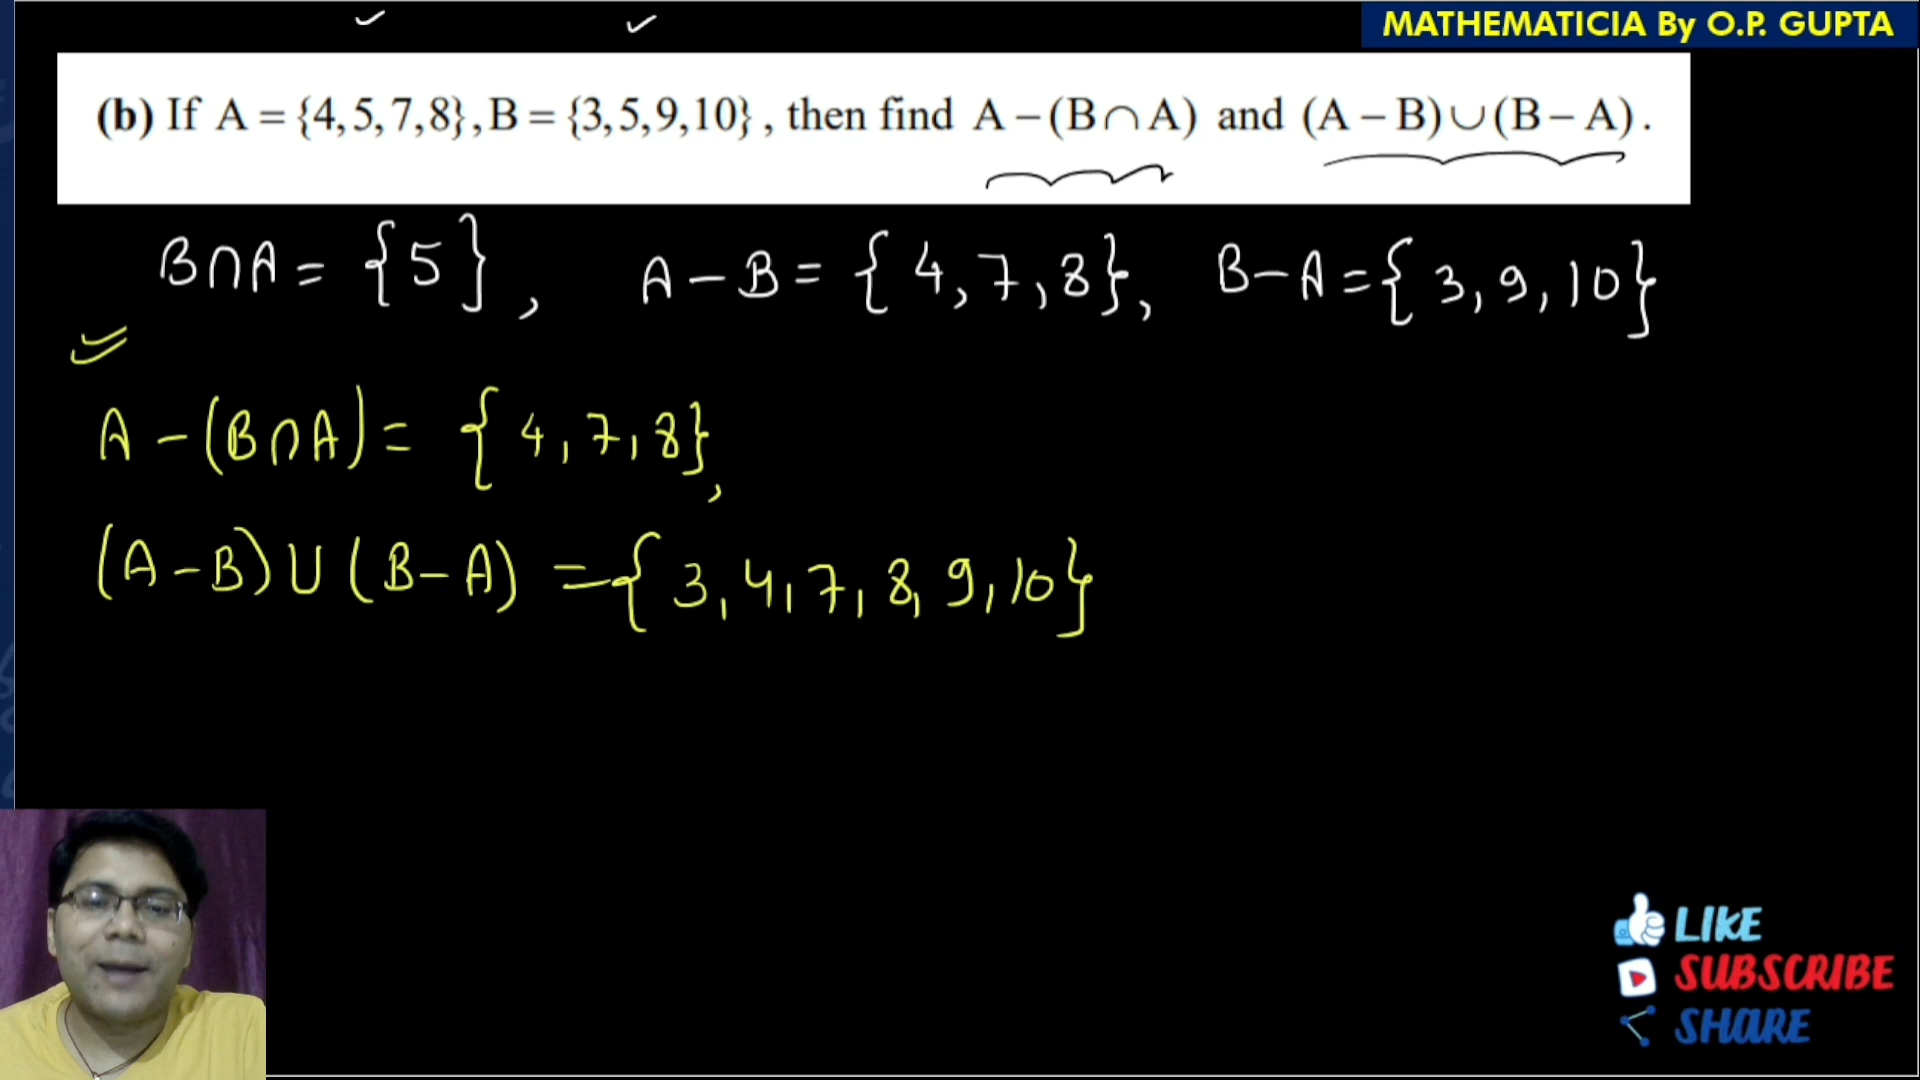 MATHEMATICIA By O.P. GUPTA
(b) If A = {4,5,7,8}, B = {3,5,9,10}, then find A – (B∩A) and (A – B)∪(B – A).
B∩A = {5}, A – B = {4,7,8}, B – A = {3,9,10}
A – (B∩A) = {4,7,8},
(A – B)∪(B – A) = {3,4,7,8,9,10}
LIKE
SUBSCRIBE
SHARE